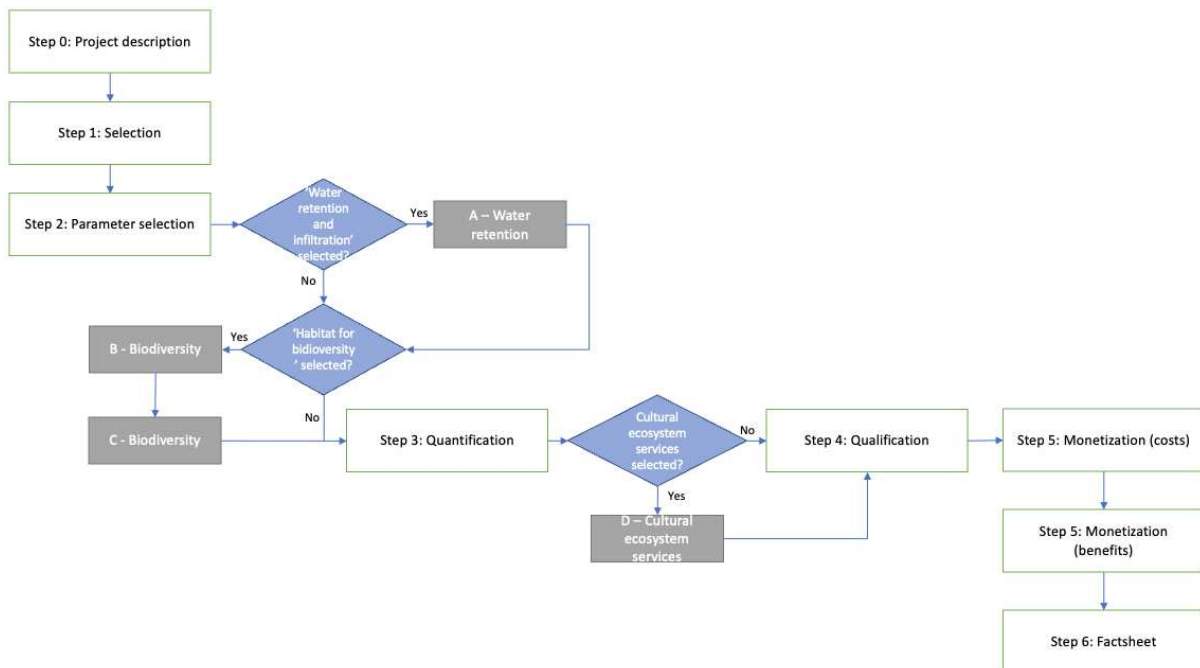 Step 0: Project description
Step 1: Selection
Step 2: Parameter selection
'Water
retention
and
infiltration'
selected?
Yes
A – Water
retention
No
'Habitat for
bidioversity
' selected?
Yes
B - Biodiversity
No
C - Biodiversity
Step 3: Quantification
Cultural
ecosystem
services
selected?
No
Step 4: Qualification
Step 5: Monetization (costs)
Yes
D – Cultural
ecosystem
services
Step 5: Monetization
(benefits)
Step 6: Factsheet